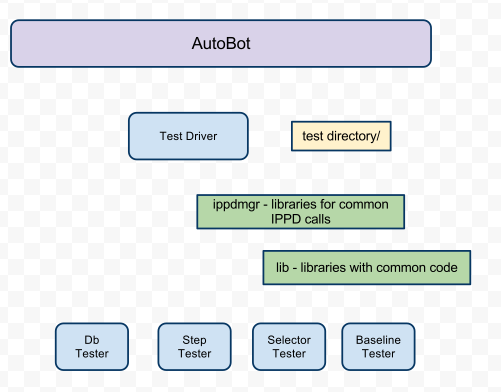 AutoBot
Test Driver
test directory/
ippdmgr - libraries for common
IPPD calls
lib - libraries with common code
Db
Tester
Step
Tester
Selector
Tester
Baseline
Tester